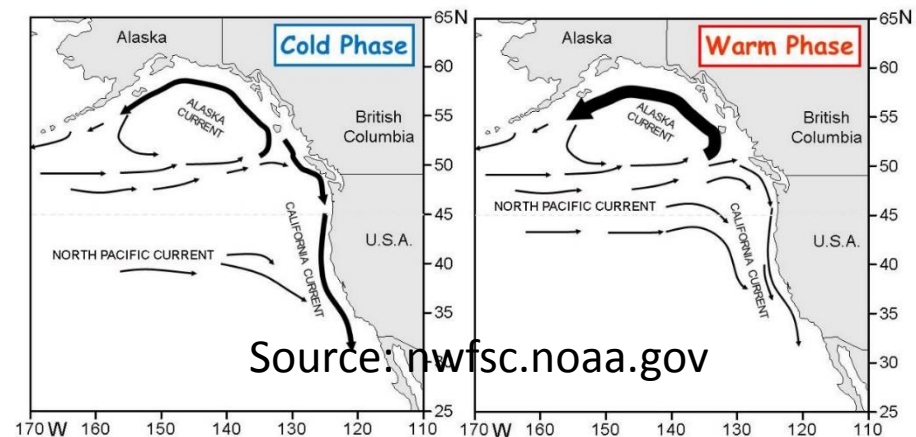 Cold Phase
Alaska
British
Columbia
ALASKA
CURRENT
NORTH PACIFIC CURRENT
CALIFORNIA CURRENT
U.S.A.
65N
60
55
50
45
40
35
30
25
170 W 160 150 140 130 120 110
Warm Phase
Alaska
British
Columbia
ALASKA
CURRENT
NORTH PACIFIC CURRENT
CALIFORNIA CURRENT
U.S.A.
65N
60
55
50
45
40
35
30
25
170 W 160 150 140 130 120 110
Source: nwfsc.noaa.gov